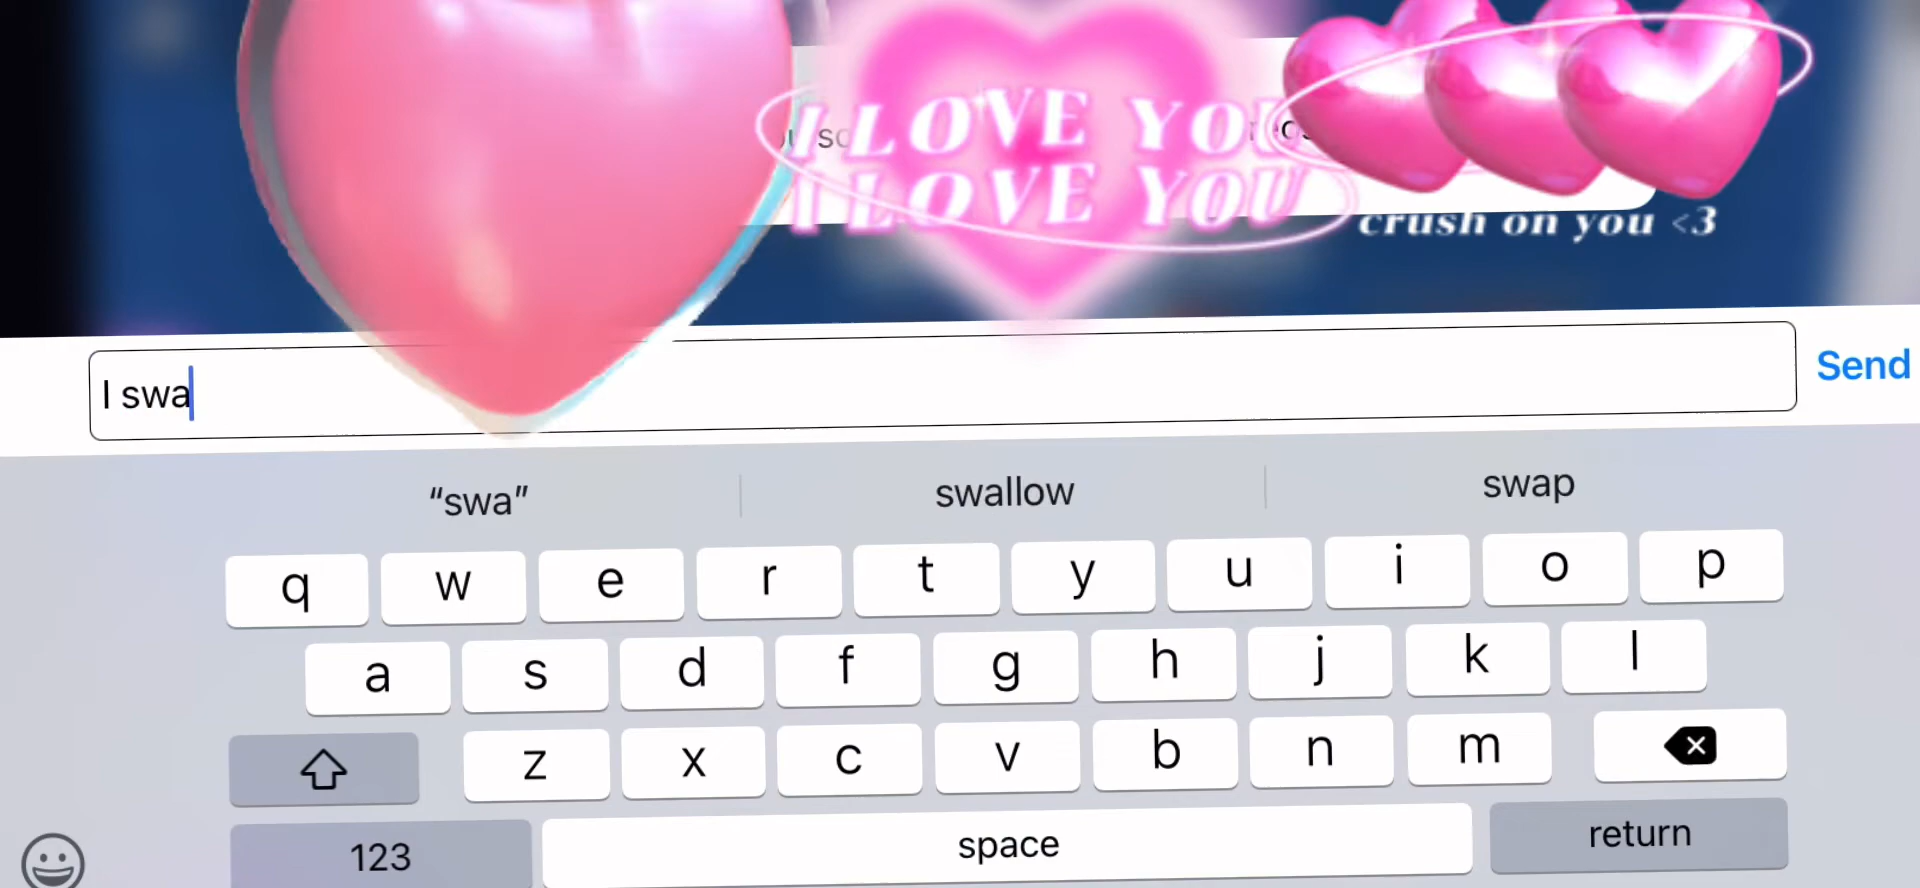 I LOVE YOU
I LOVE YOU
crush on you <3
I swa
Send
“swa” swallow swap
q w e r t y u i o p
a s d f g h j k l
z x c v b n m
123 space return